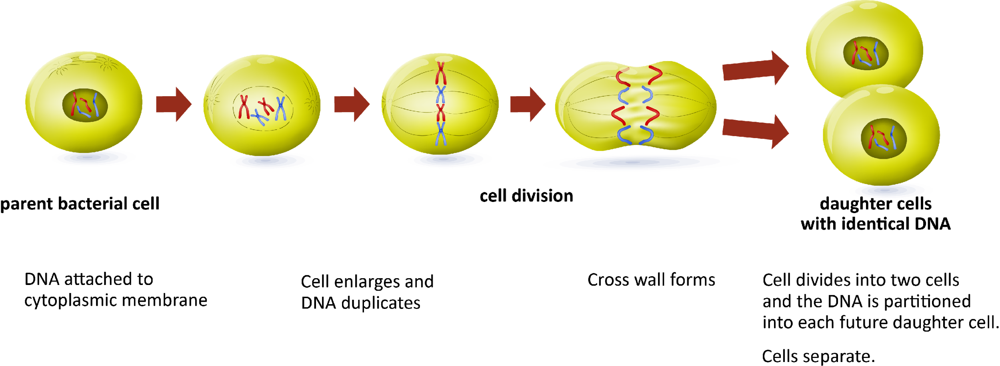 parent bacterial cell
cell division
daughter cells
with identical DNA
DNA attached to
cytoplasmic membrane
Cell enlarges and
DNA duplicates
Cross wall forms
Cell divides into two cells
and the DNA is partitioned
into each future daughter cell.
Cells separate.